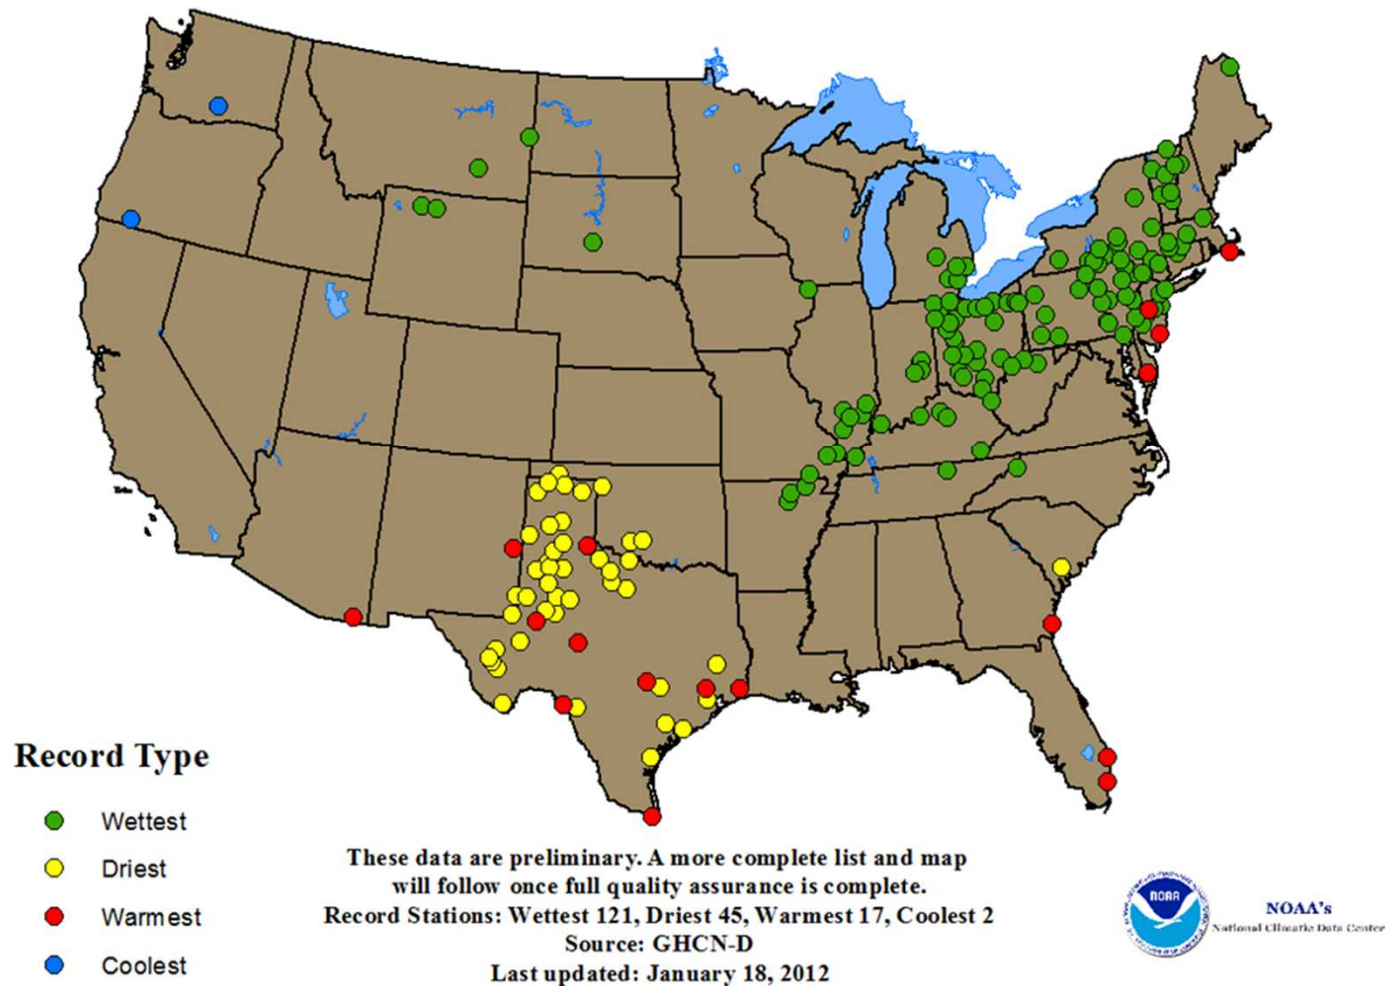 Record Type
Wettest
Driest
Warmest
Coolest
These data are preliminary. A more complete list and map
will follow once full quality assurance is complete.
Record Stations: Wettest 121, Driest 45, Warmest 17, Coolest 2
Source: GHCN-D
Last updated: January 18, 2012
NOAA
NOAA's
National Climatic Data Center